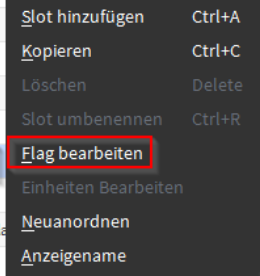 Slot hinzufügen Ctrl+A
Kopieren Ctrl+C
Löschen Delete
Slot umbenennen Ctrl+R
Flag bearbeiten
Einheiten Bearbeiten
Neuanordnen
Anzeigename